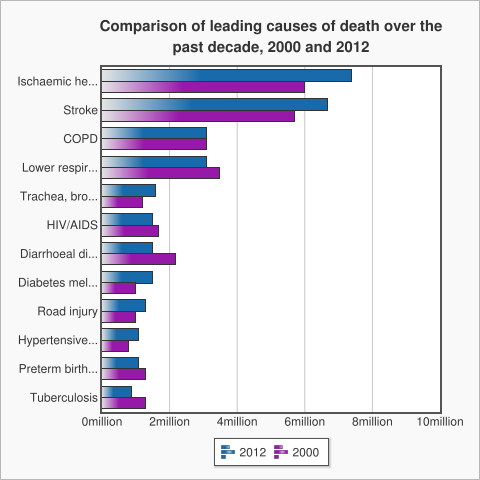 Comparison of leading causes of death over the
past decade, 2000 and 2012
Ischaemic he...
Stroke
COPD
Lower respir...
Trachea, bro...
HIV/AIDS
Diarrhoeal di...
Diabetes mel...
Road injury
Hypertensive...
Preterm birth...
Tuberculosis
0million 2million 4million 6million 8million 10million
2012 2000